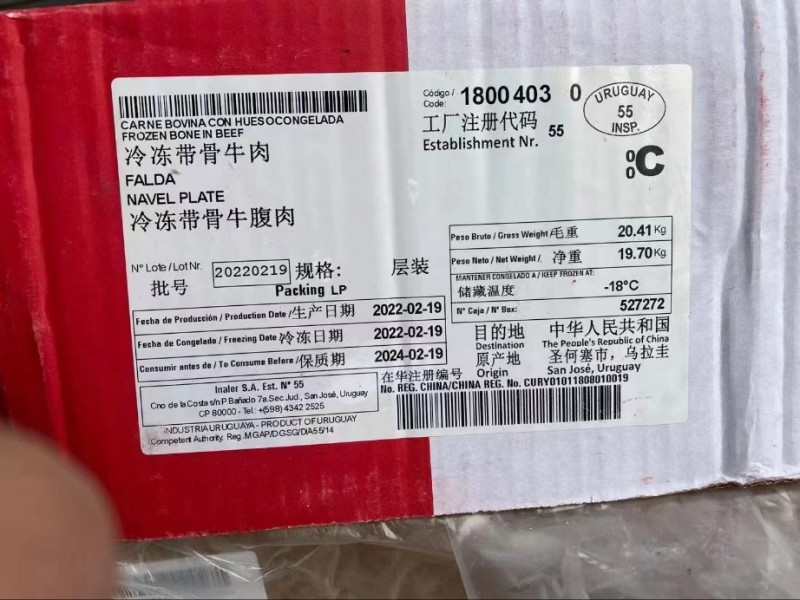 CARNE BOVINA CON HUESO CONGELADA
FROZEN BONE IN BEEF
冷冻带骨牛肉
FALDA
NAVEL PLATE
冷冻带骨牛腹肉
Código / Code: 1800403 0
工厂注册代码 55
Establishment Nr.
URUGUAY
55
INSP.
C
N° Lote/Lot Nr. 20220219 规格: 层装
批号 Packing LP
Fecha de Producción / Production Date / 生产日期 2022-02-19
Fecha de Congelada / Freezing Date 冷冻日期 2022-02-19
Consumir antes de / To Consume Before / 保质期 2024-02-19
Peso Bruto / Gross Weight / 毛重 20.41 Kg
Peso Neto / Net Weight / 净重 19.70 Kg
MANTENER CONGELADO A / KEEP FROZEN AT:
储藏温度 -18°C
N° Caja / N° Box: 527272
目的地 中华人民共和国
Destination The People's Republic of China
原产地 圣何塞市，乌拉圭
Origin San José, Uruguay
在华注册编号
No. REG. CHINA/CHINA REG. No. CURY01011808010019
Inaler S.A. Est. N° 55
Cno de la Costa s/n P. Bañado 7a Sec Jud., San José, Uruguay
CP 80000 - Tel.: +(598) 4342 2525
INDUSTRIA URUGUAYA - PRODUCT OF URUGUAY
Competent Authority. Reg. MGAP/DGSG/DIA 55/14